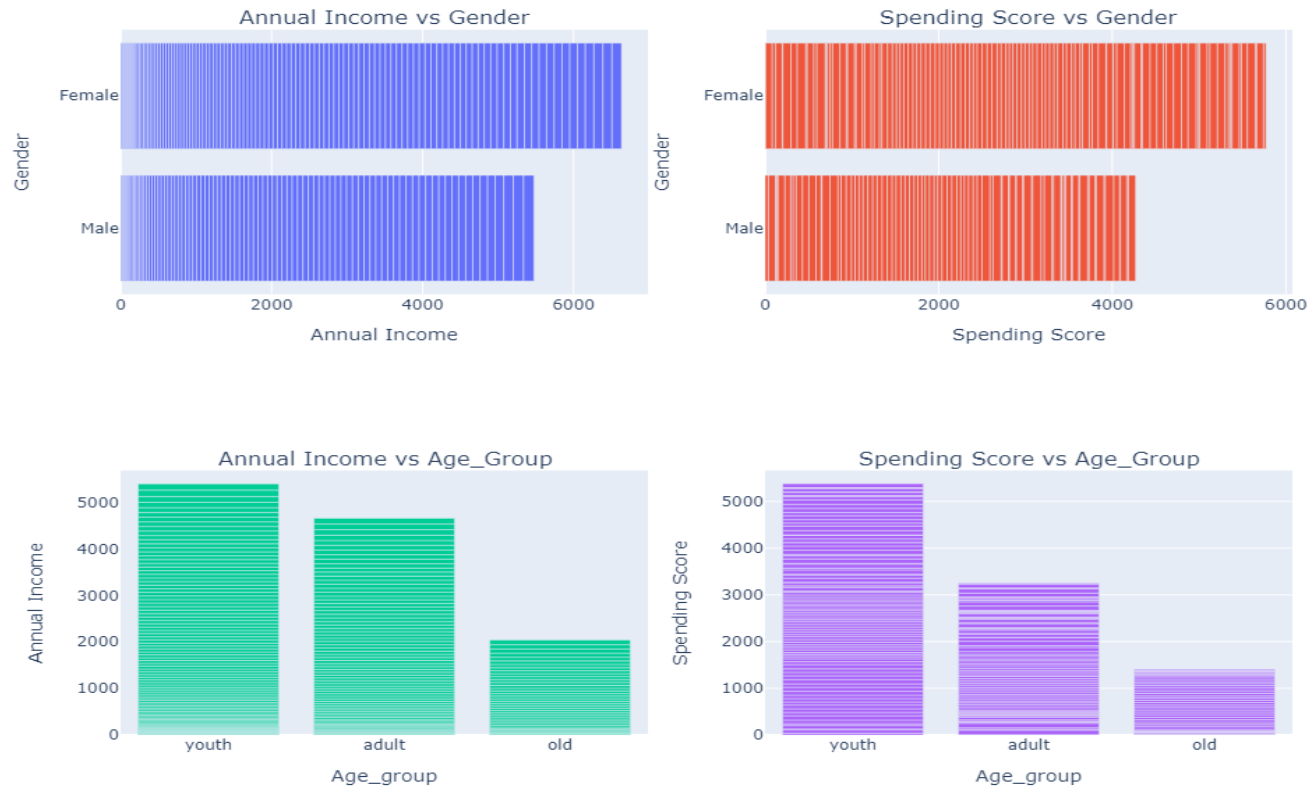 Annual Income vs Gender
Female
Male
Gender
0 2000 4000 6000
Annual Income
Spending Score vs Gender
Female
Male
Gender
0 2000 4000 6000
Spending Score
Annual Income vs Age_Group
5000
4000
3000
2000
1000
0
Annual Income
youth adult old
Age_group
Spending Score vs Age_Group
5000
4000
3000
2000
1000
0
Spending Score
youth adult old
Age_group